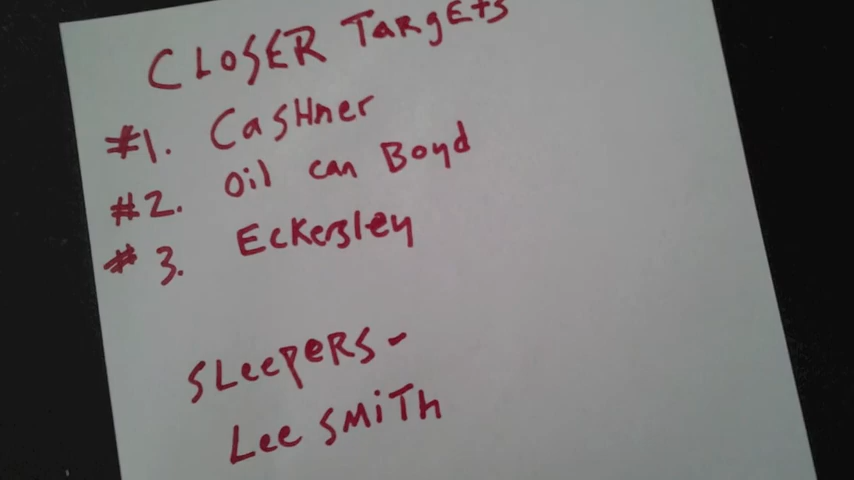 CLOSER TargEts
#1. CasHner
#2. Oil can Boyd
#3. Eckersley
SLeepeRS-
Lee SMiTh